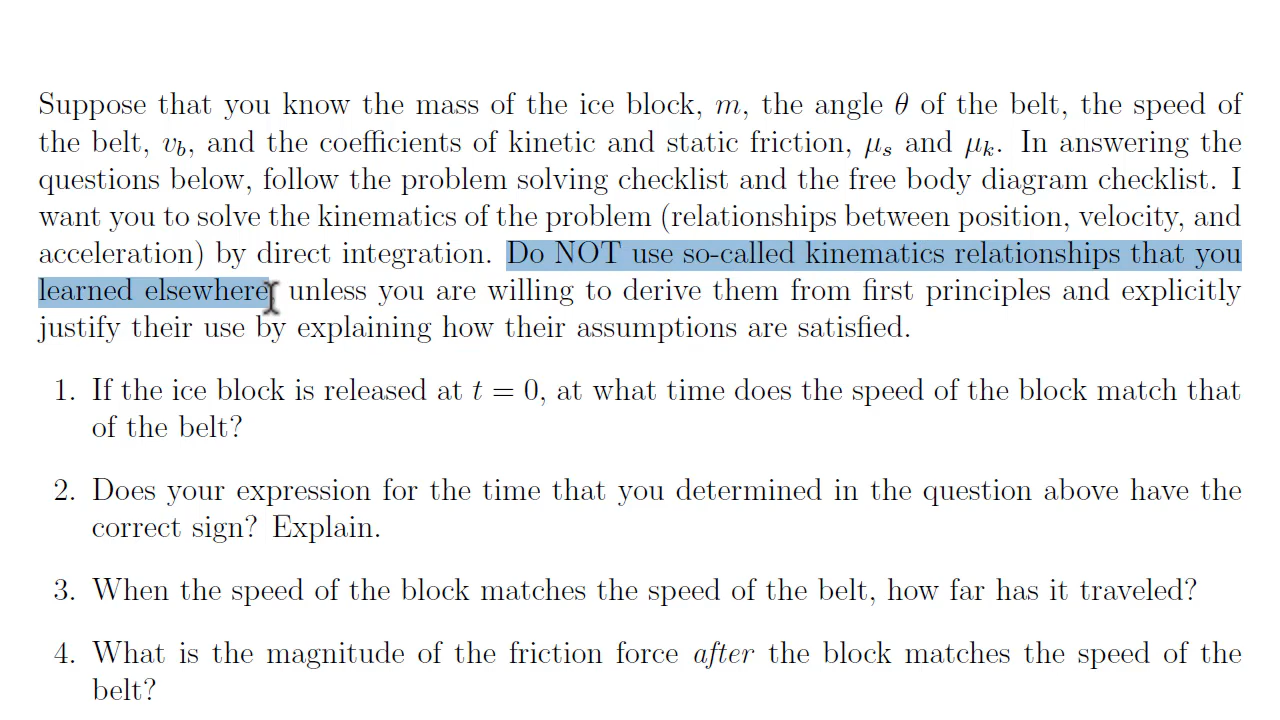 Suppose that you know the mass of the ice block, m, the angle θ of the belt, the speed of
the belt, v_b, and the coefficients of kinetic and static friction, μ_s and μ_k. In answering the
questions below, follow the problem solving checklist and the free body diagram checklist. I
want you to solve the kinematics of the problem (relationships between position, velocity, and
acceleration) by direct integration. Do NOT use so-called kinematics relationships that you
learned elsewhere, unless you are willing to derive them from first principles and explicitly
justify their use by explaining how their assumptions are satisfied.
1. If the ice block is released at t = 0, at what time does the speed of the block match that
of the belt?
2. Does your expression for the time that you determined in the question above have the
correct sign? Explain.
3. When the speed of the block matches the speed of the belt, how far has it traveled?
4. What is the magnitude of the friction force after the block matches the speed of the
belt?